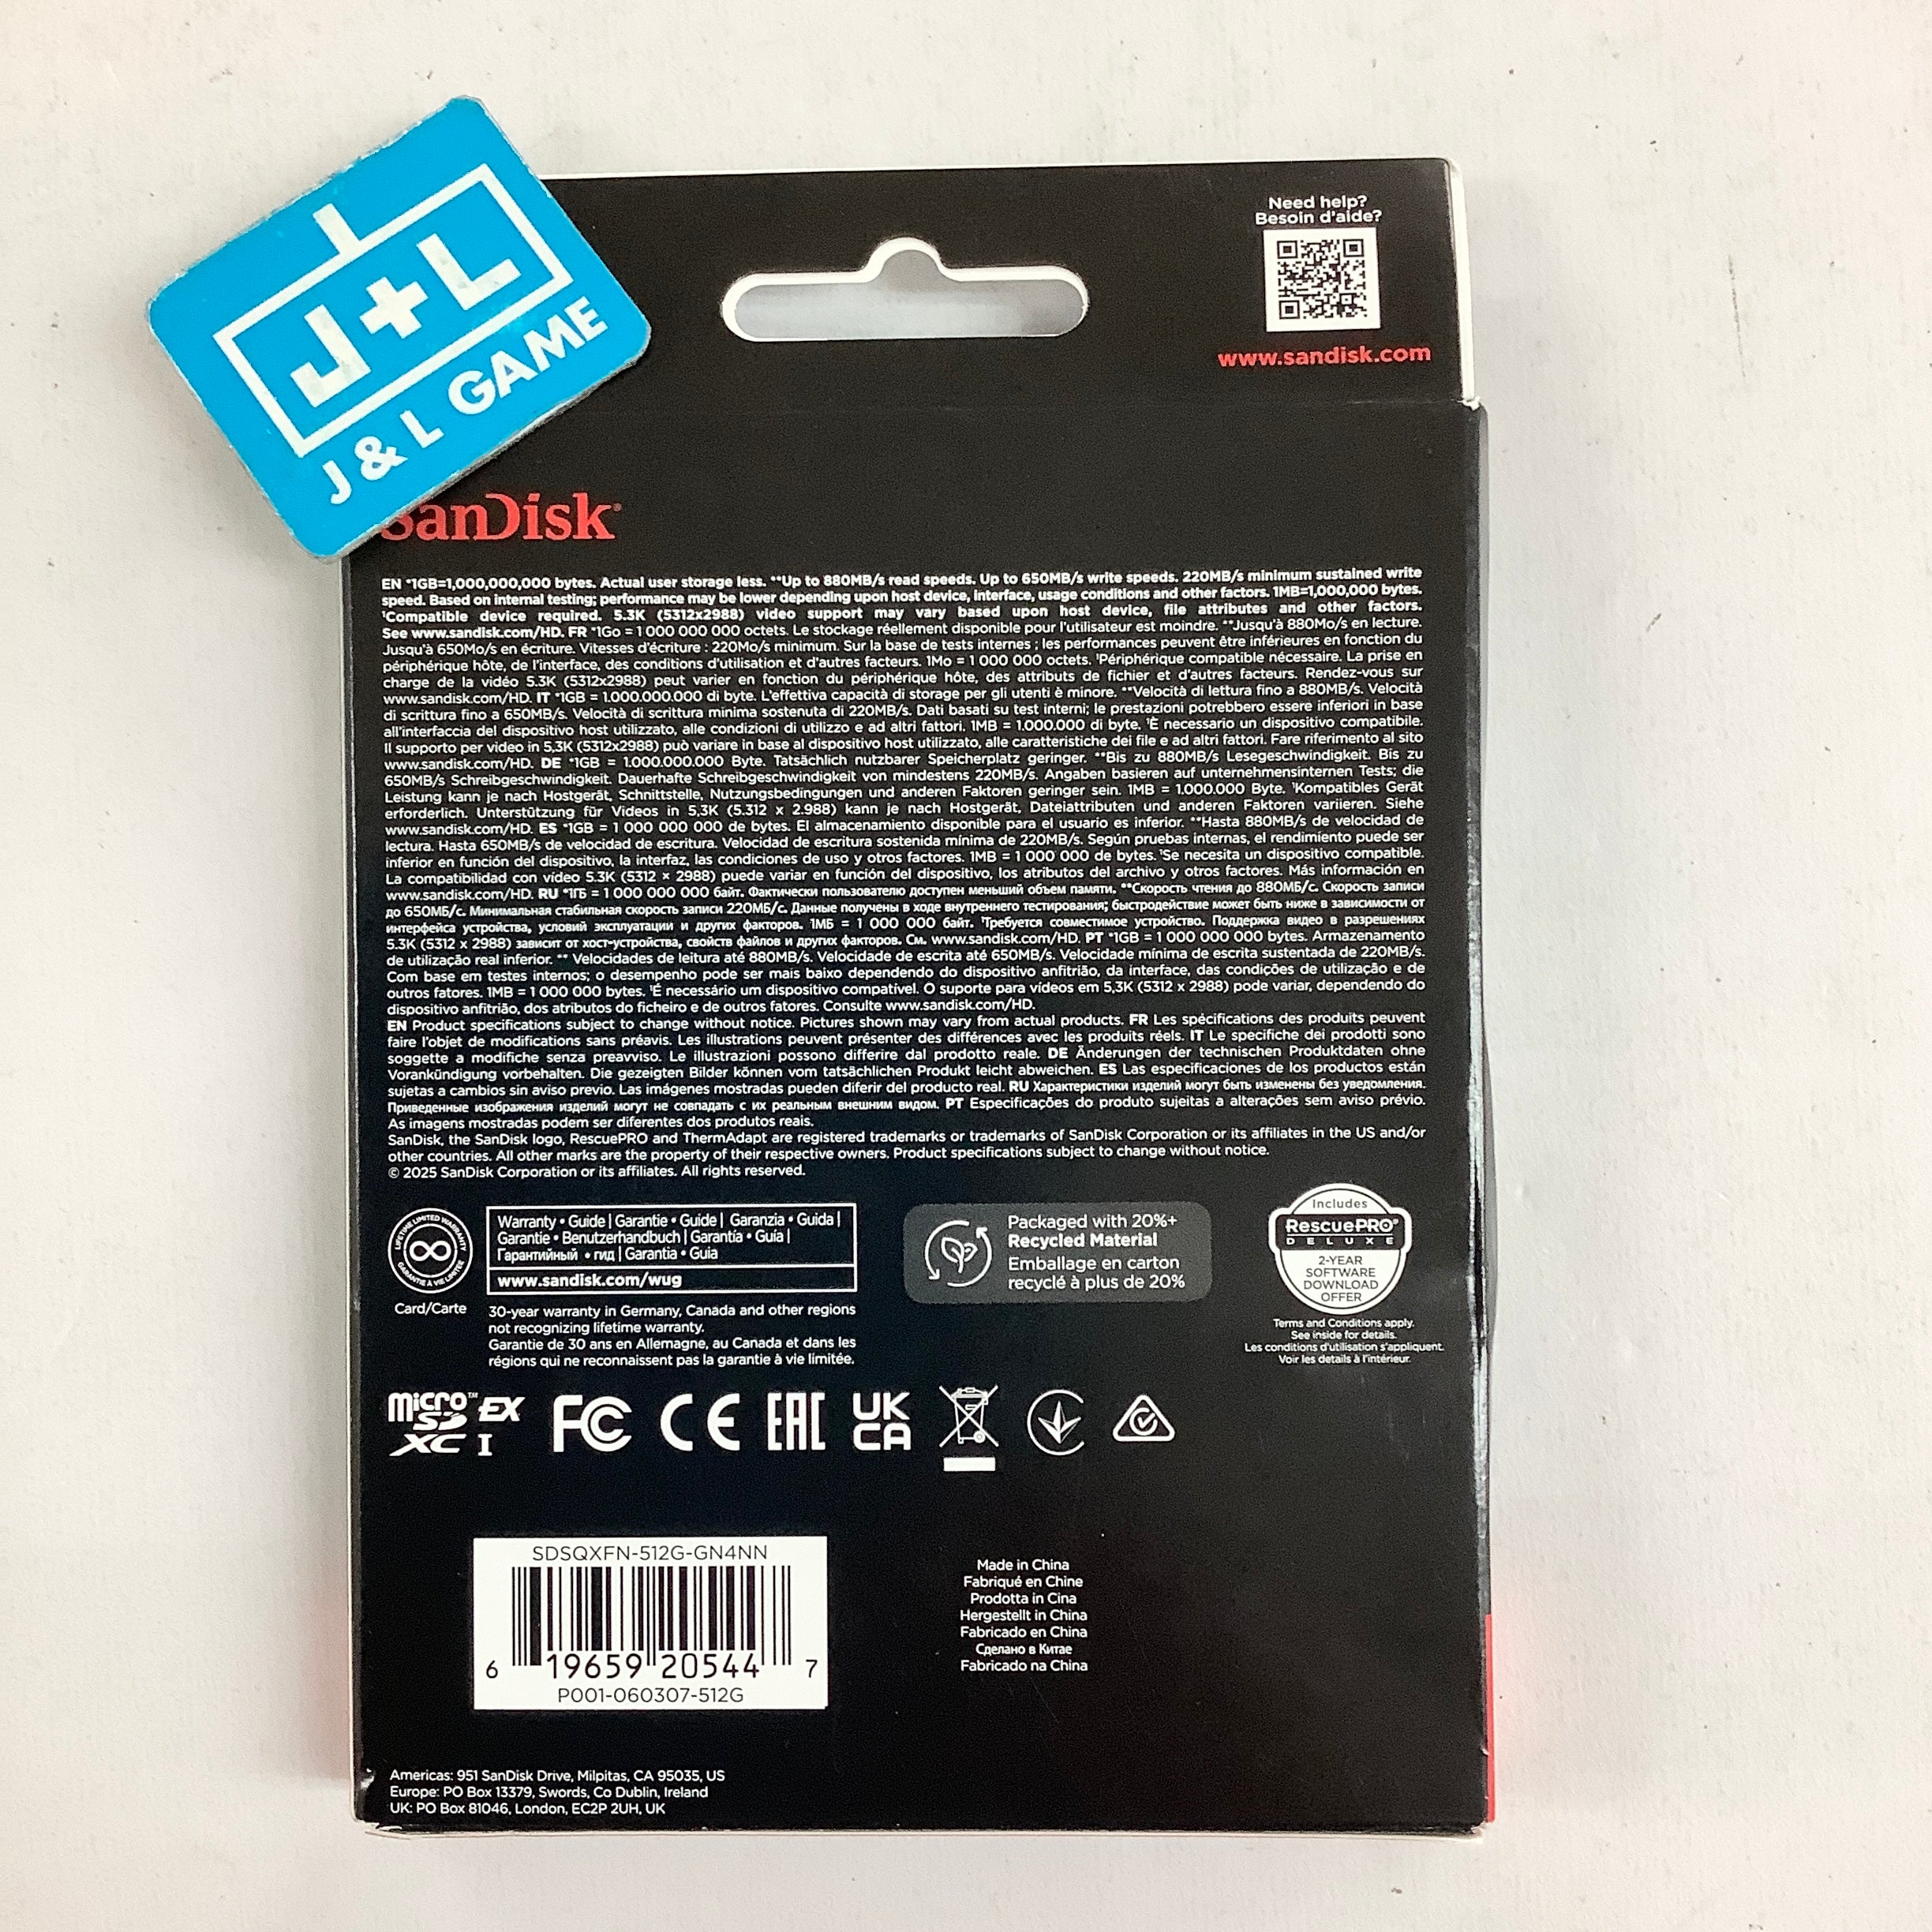 J+L
J & L GAME
Need help?
Besoin d'aide?
www.sandisk.com
SanDisk®
EN *1GB=1,000,000,000 bytes. Actual user storage less. **Up to 880MB/s read speeds. Up to 650MB/s write speeds. 220MB/s minimum sustained write
speed. Based on internal testing; performance may be lower depending upon host device, interface, usage conditions and other factors. 1MB=1,000,000 bytes.
¹Compatible device required. 5.3K (5312x2988) video support may vary based upon host device, file attributes and other factors.
See www.sandisk.com/HD. FR *1Go = 1 000 000 000 octets. Le stockage réellement disponible pour l'utilisateur est moindre. **Jusqu'à 880Mo/s en lecture.
Jusqu'à 650Mo/s en écriture. Vitesses d'écriture : 220Mo/s minimum. Sur la base de tests internes ; les performances peuvent être inférieures en fonction du
périphérique hôte, de l'interface, des conditions d'utilisation et d'autres facteurs. 1Mo = 1 000 000 octets. ¹Périphérique compatible nécessaire. La prise en
charge de la vidéo 5.3K (5312x2988) peut varier en fonction du périphérique hôte, des attributs de fichier et d'autres facteurs. Rendez-vous sur
www.sandisk.com/HD. IT *1GB = 1.000.000.000 di byte. L'effettiva capacità di storage per gli utenti è minore. **Velocità di lettura fino a 880MB/s. Velocità
di scrittura fino a 650MB/s. Velocità di scrittura minima sostenuta di 220MB/s. Dati basati su test interni; le prestazioni potrebbero essere inferiori in base
all'interfaccia del dispositivo host utilizzato, alle condizioni di utilizzo e ad altri fattori. 1MB = 1.000.000 di byte. ¹È necessario un dispositivo compatibile.
Il supporto per video in 5,3K (5312x2988) può variare in base al dispositivo host utilizzato, alle caratteristiche dei file e ad altri fattori. Fare riferimento al sito
www.sandisk.com/HD. DE *1GB = 1.000.000.000 Byte. Tatsächlich nutzbarer Speicherplatz geringer. **Bis zu 880MB/s Lesegeschwindigkeit. Bis zu
650MB/s Schreibgeschwindigkeit. Dauerhafte Schreibgeschwindigkeit von mindestens 220MB/s. Angaben basieren auf unternehmensinternen Tests; die
Leistung kann je nach Hostgerät, Schnittstelle, Nutzungsbedingungen und anderen Faktoren geringer sein. 1MB = 1.000.000 Byte. ¹Kompatibles Gerät
erforderlich. Unterstützung für Videos in 5,3K (5.312 x 2.988) kann je nach Hostgerät, Dateiattributen und anderen Faktoren variieren. Siehe
www.sandisk.com/HD. ES *1GB = 1 000 000 000 de bytes. El almacenamiento disponible para el usuario es inferior. **Hasta 880MB/s de velocidad de
lectura. Hasta 650MB/s de velocidad de escritura. Velocidad de escritura sostenida mínima de 220MB/s. Según pruebas internas, el rendimiento puede ser
inferior en función del dispositivo, la interfaz, las condiciones de uso y otros factores. 1MB = 1 000 000 de bytes. ¹Se necesita un dispositivo compatible.
La compatibilidad con vídeo 5.3K (5312 × 2988) puede variar en función del dispositivo, los atributos del archivo y otros factores. Más información en
www.sandisk.com/HD. RU *1ГБ = 1 000 000 000 байт. Фактически пользователю доступен меньший объем памяти. **Скорость чтения до 880МБ/с. Скорость записи
до 650МБ/с. Минимальная стабильная скорость записи 220МБ/с. Данные получены в ходе внутреннего тестирования; быстродействие может быть ниже в зависимости от
интерфейса устройства, условий эксплуатации и других факторов. 1МБ = 1 000 000 байт. ¹Требуется совместимое устройство. Поддержка видео в разрешениях
5.3K (5312 x 2988) зависит от хост-устройства, свойств файлов и других факторов. См. www.sandisk.com/HD. PT *1GB = 1 000 000 000 bytes. Armazenamento
de utilização real inferior. ** Velocidades de leitura até 880MB/s. Velocidade de escrita até 650MB/s. Velocidade mínima de escrita sustentada de 220MB/s.
Com base em testes internos; o desempenho pode ser mais baixo dependendo do dispositivo anfitrião, da interface, das condições de utilização e de
outros fatores. 1MB = 1 000 000 bytes. ¹É necessário um dispositivo compatível. O suporte para vídeos em 5,3K (5312 x 2988) pode variar, dependendo do
dispositivo anfitrião, dos atributos do ficheiro e de outros fatores. Consulte www.sandisk.com/HD.
EN Product specifications subject to change without notice. Pictures shown may vary from actual products. FR Les spécifications des produits peuvent
faire l'objet de modifications sans préavis. Les illustrations peuvent présenter des différences avec les produits réels. IT Le specifiche dei prodotti sono
soggette a modifiche senza preavviso. Le illustrazioni possono differire dal prodotto reale. DE Änderungen der technischen Produktdaten ohne
Vorankündigung vorbehalten. Die gezeigten Bilder können vom tatsächlichen Produkt leicht abweichen. ES Las especificaciones de los productos están
sujetas a cambios sin aviso previo. Las imágenes mostradas pueden diferir del producto real. RU Характеристики изделий могут быть изменены без уведомления.
Приведенные изображения изделий могут не совпадать с их реальным внешним видом. PT Especificações do produto sujeitas a alterações sem aviso prévio.
As imagens mostradas podem ser diferentes dos produtos reais.
SanDisk, the SanDisk logo, RescuePRO and ThermAdapt are registered trademarks or trademarks of SanDisk Corporation or its affiliates in the US and/or
other countries. All other marks are the property of their respective owners. Product specifications subject to change without notice.
© 2025 SanDisk Corporation or its affiliates. All rights reserved.
LIFETIME LIMITED WARRANTY
GARANTIE À VIE LIMITÉE
Card/Carte
Warranty • Guide | Garantie • Guide | Garanzia • Guida |
Garantie • Benutzerhandbuch | Garantía • Guía |
Гарантийный • гид | Garantia • Guia
www.sandisk.com/wug
30-year warranty in Germany, Canada and other regions
not recognizing lifetime warranty.
Garantie de 30 ans en Allemagne, au Canada et dans les
régions qui ne reconnaissent pas la garantie à vie limitée.
Packaged with 20%+
Recycled Material
Emballage en carton
recyclé à plus de 20%
Includes
RescuePRO®
DELUXE
2-YEAR
SOFTWARE
DOWNLOAD
OFFER
Terms and Conditions apply.
See inside for details.
Les conditions d'utilisation s'appliquent.
Voir les details à l'intérieur.
micro SD XC I ™ EX
FC CE EAC UK CA
SDSQXFN-512G-GN4NN
6 19659 20544 7
P001-060307-512G
Made in China
Fabriqué en Chine
Prodotta in Cina
Hergestellt in China
Fabricado en China
Сделано в Китае
Fabricado na China
Americas: 951 SanDisk Drive, Milpitas, CA 95035, US
Europe: PO Box 13379, Swords, Co Dublin, Ireland
UK: PO Box 81046, London, EC2P 2UH, UK